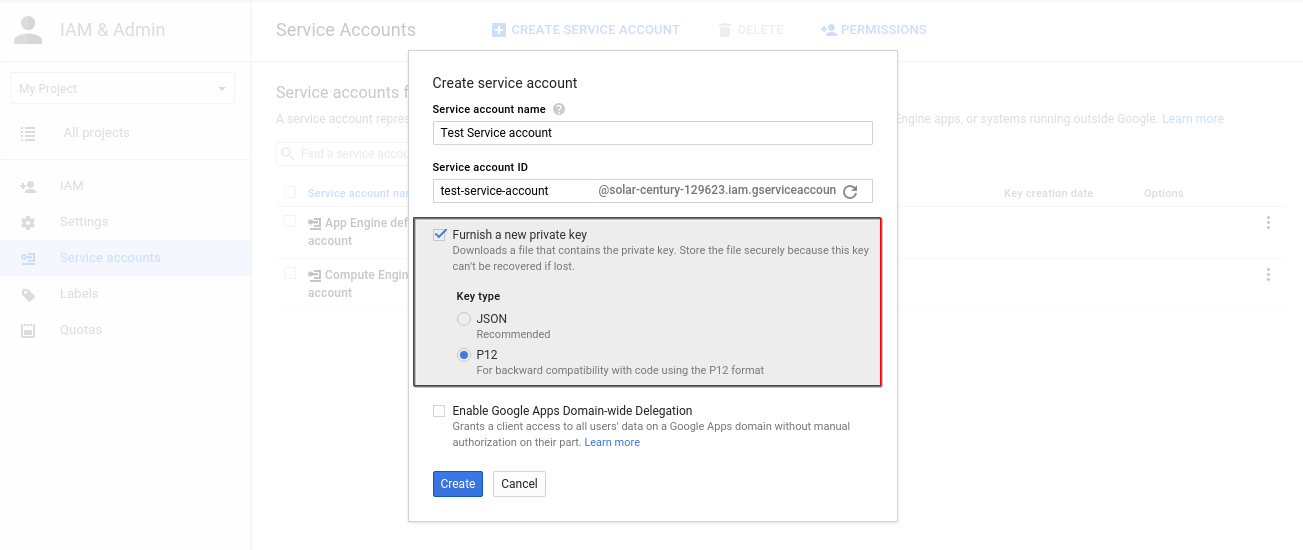 IAM & Admin
Service Accounts
CREATE SERVICE ACCOUNT
DELETE
PERMISSIONS
My Project
All projects
IAM
Settings
Service accounts
Labels
Quotas
Service accounts f
A service account repres
Engine apps, or systems running outside Google. Learn more
Find a service accou
Service account nam
Key creation date
Options
App Engine def
account
Compute Engin
account
Create service account
Service account name ?
Test Service account
Service account ID
test-service-account @solar-century-129623.iam.gserviceaccoun
Furnish a new private key
Downloads a file that contains the private key. Store the file securely because this key
can't be recovered if lost.
Key type
JSON
Recommended
P12
For backward compatibility with code using the P12 format
Enable Google Apps Domain-wide Delegation
Grants a client access to all users' data on a Google Apps domain without manual
authorization on their part. Learn more
Create
Cancel